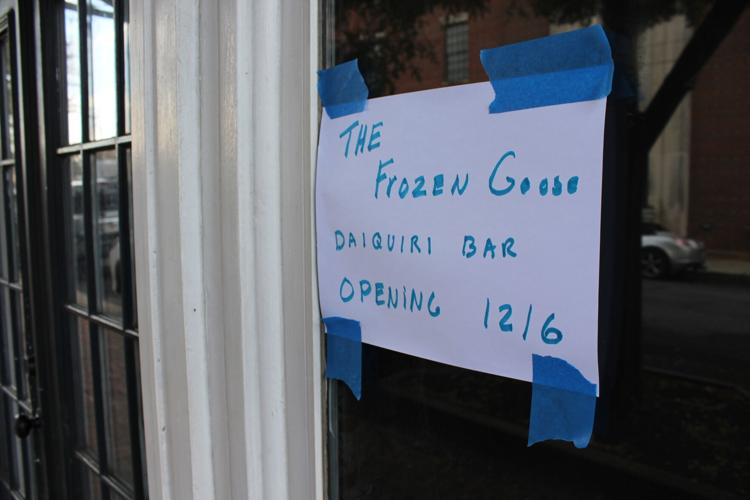 THE
FROZEN Goose
DAIQUIRI BAR
OPENING 12/6